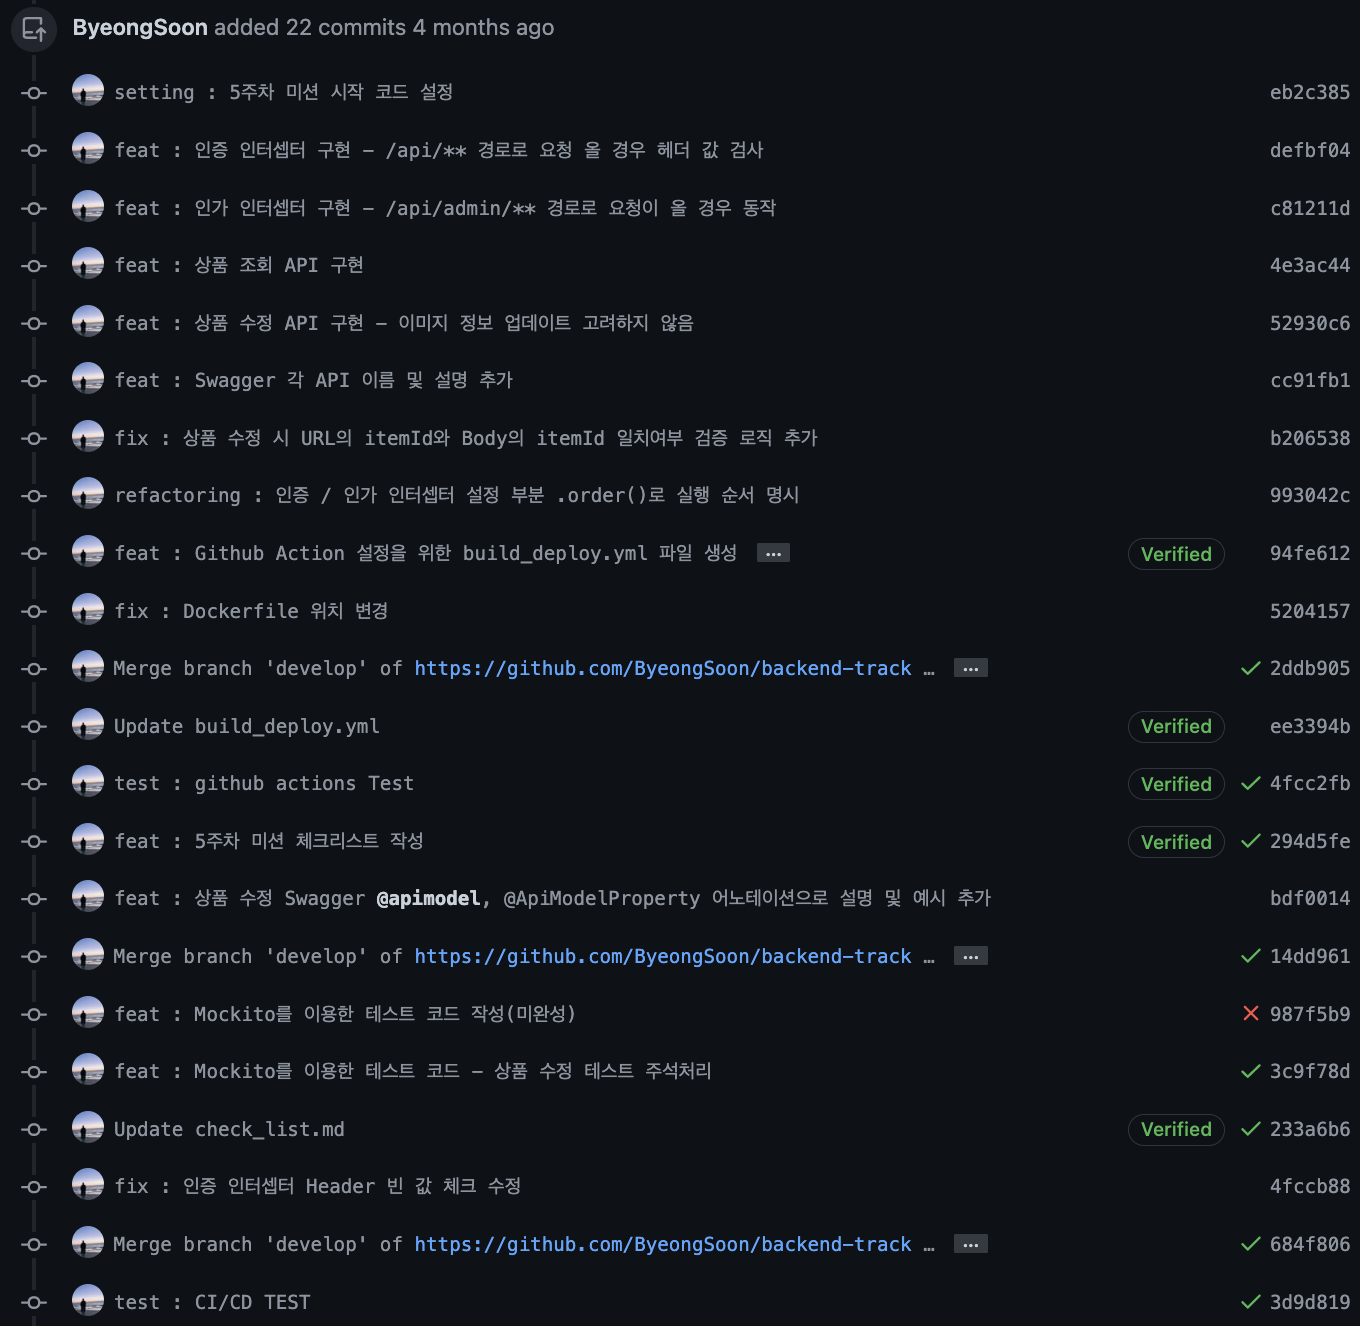 ByeongSoon added 22 commits 4 months ago
setting : 5주차 미션 시작 코드 설정 eb2c385
feat : 인증 인터셉터 구현 - /api/** 경로로 요청 올 경우 헤더 값 검사 defbf04
feat : 인가 인터셉터 구현 - /api/admin/** 경로로 요청이 올 경우 동작 c81211d
feat : 상품 조회 API 구현 4e3ac44
feat : 상품 수정 API 구현 - 이미지 정보 업데이트 고려하지 않음 52930c6
feat : Swagger 각 API 이름 및 설명 추가 cc91fb1
fix : 상품 수정 시 URL의 itemId와 Body의 itemId 일치여부 검증 로직 추가 b206538
refactoring : 인증 / 인가 인터셉터 설정 부분 .order()로 실행 순서 명시 993042c
feat : Github Action 설정을 위한 build_deploy.yml 파일 생성 … Verified 94fe612
fix : Dockerfile 위치 변경 5204157
Merge branch 'develop' of https://github.com/ByeongSoon/backend-track … … 2ddb905
Update build_deploy.yml Verified ee3394b
test : github actions Test Verified 4fcc2fb
feat : 5주차 미션 체크리스트 작성 Verified 294d5fe
feat : 상품 수정 Swagger @apimodel, @ApiModelProperty 어노테이션으로 설명 및 예시 추가 bdf0014
Merge branch 'develop' of https://github.com/ByeongSoon/backend-track … … 14dd961
feat : Mockito를 이용한 테스트 코드 작성(미완성) 987f5b9
feat : Mockito를 이용한 테스트 코드 - 상품 수정 테스트 주석처리 3c9f78d
Update check_list.md Verified 233a6b6
fix : 인증 인터셉터 Header 빈 값 체크 수정 4fccb88
Merge branch 'develop' of https://github.com/ByeongSoon/backend-track … … 684f806
test : CI/CD TEST 3d9d819